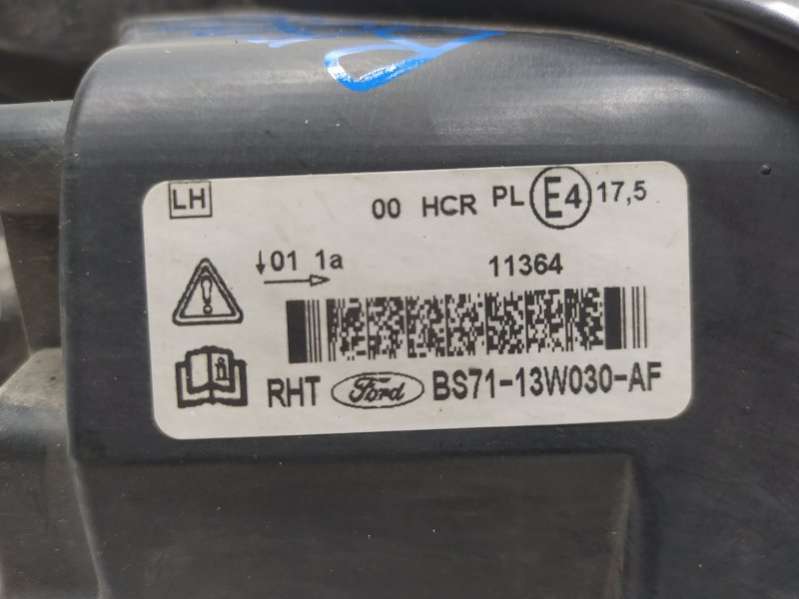 LH 00 HCR PL E4 17,5
↓01 1a 11364
→
RHT Ford BS71-13W030-AF